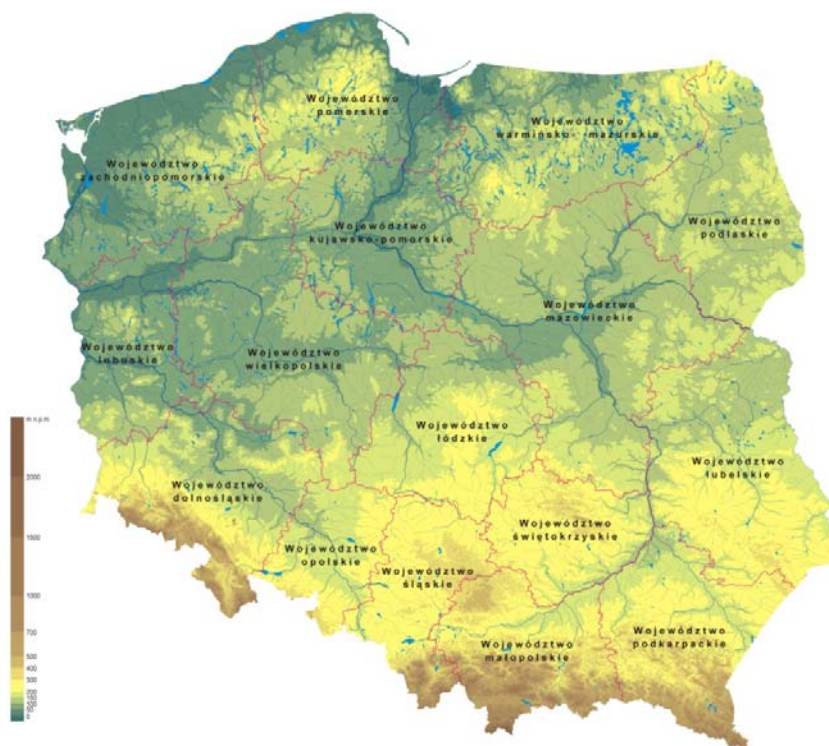 Województwo
pomorskie
Województwo
warmińsko- -mazurskie
Województwo
zachodniopomorskie
Województwo
kujawsko-pomorskie
Województwo
podlaskie
Województwo
mazowieckie
Województwo
lubuskie
Województwo
wielkopolskie
Województwo
łódzkie
Województwo
lubelskie
Województwo
dolnośląskie
Województwo
świętokrzyskie
Województwo
opolskie
Województwo
śląskie
Województwo
małopolskie
Województwo
podkarpackie
m n.p.m.
2000
1500
1000
700
500
400
300
200
0